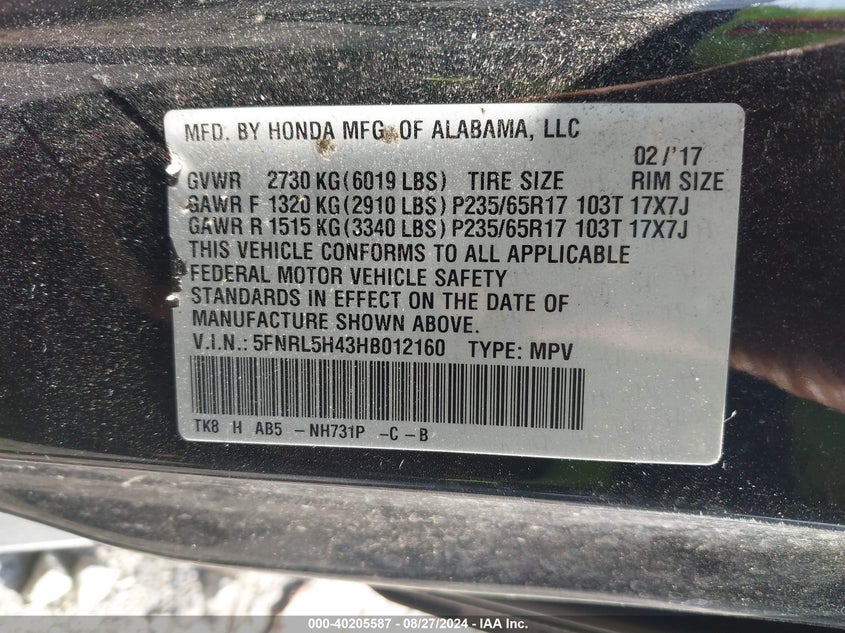 MFD. BY HONDA MFG. OF ALABAMA, LLC
02/'17
GVWR 2730 KG(6019 LBS) TIRE SIZE RIM SIZE
GAWR F 1320 KG(2910 LBS) P235/65R17 103T 17X7J
GAWR R 1515 KG(3340 LBS) P235/65R17 103T 17X7J
THIS VEHICLE CONFORMS TO ALL APPLICABLE
FEDERAL MOTOR VEHICLE SAFETY
STANDARDS IN EFFECT ON THE DATE OF
MANUFACTURE SHOWN ABOVE.
V.I.N.: 5FNRL5H43HB012160 TYPE: MPV
TK8 H AB5 -NH731P -C-B
000-40205587 - 08/27/2024 - IAA Inc.